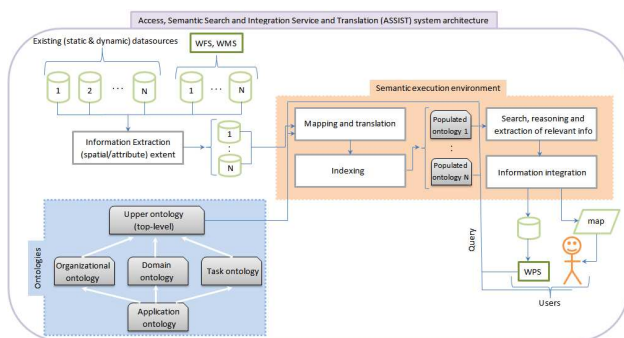 Access, Semantic Search and Integration Service and Translation (ASSIST) system architecture
Existing (static & dynamic) datasources
WFS, WMS
1
2
...
N
1
...
N
Information Extraction
(spatial/attribute) extent
1
:
N
Semantic execution environment
Mapping and translation
Indexing
Populated
ontology 1
:
Populated
ontology N
Search, reasoning and
extraction of relevant info
Information integration
Ontologies
Upper ontology
(top-level)
Organizational
ontology
Domain
ontology
Task ontology
Application
ontology
Query
map
WPS
Users